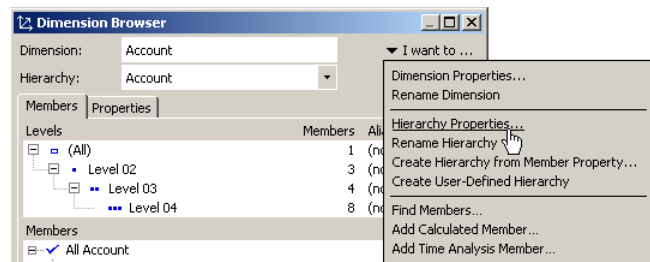 Dimension Browser
Dimension: Account
I want to ...
Hierarchy: Account
Dimension Properties...
Rename Dimension
Hierarchy Properties...
Rename Hierarchy
Create Hierarchy from Member Property...
Create User-Defined Hierarchy
Find Members...
Add Calculated Member...
Add Time Analysis Member...
Members Properties
Levels Members
(All) 1
Level 02 3
Level 03 4
Level 04 8
Members
All Account